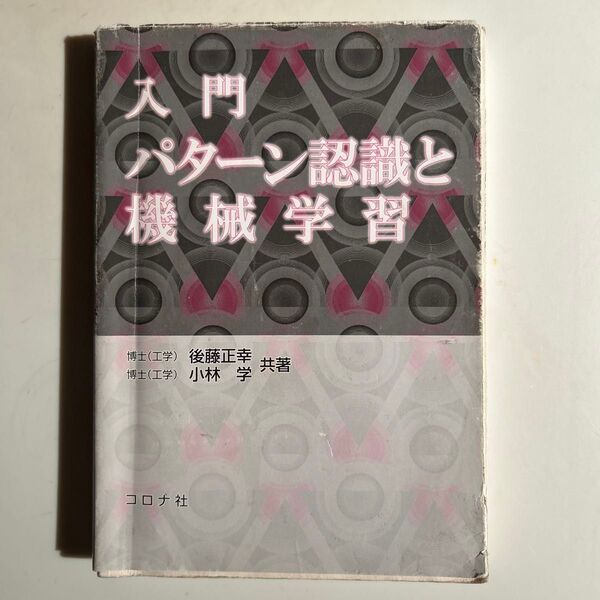 入門
パターン認識と
機械学習
博士(工学) 後藤正幸
博士(工学) 小林 学
共著
コロナ社